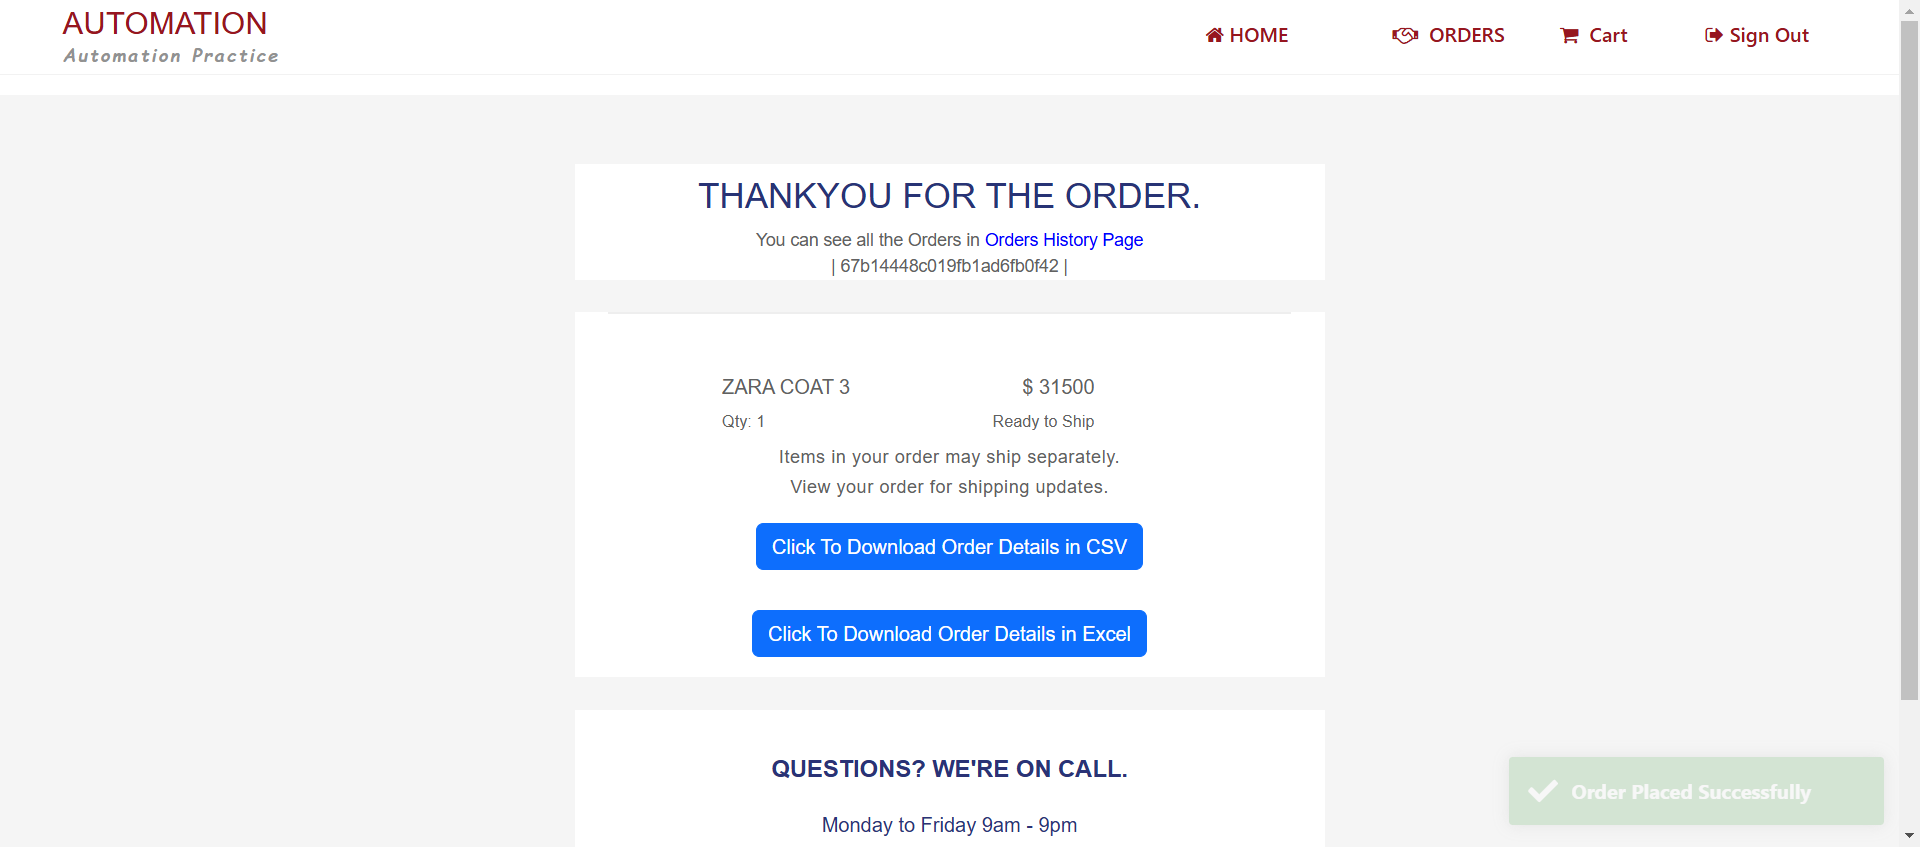 AUTOMATION
Automation Practice
HOME
ORDERS
Cart
Sign Out
THANKYOU FOR THE ORDER.
You can see all the Orders in Orders History Page
| 67b14448c019fb1ad6fb0f42 |
ZARA COAT 3
$ 31500
Qty: 1
Ready to Ship
Items in your order may ship separately.
View your order for shipping updates.
Click To Download Order Details in CSV
Click To Download Order Details in Excel
QUESTIONS? WE'RE ON CALL.
Monday to Friday 9am - 9pm
Order Placed Successfully